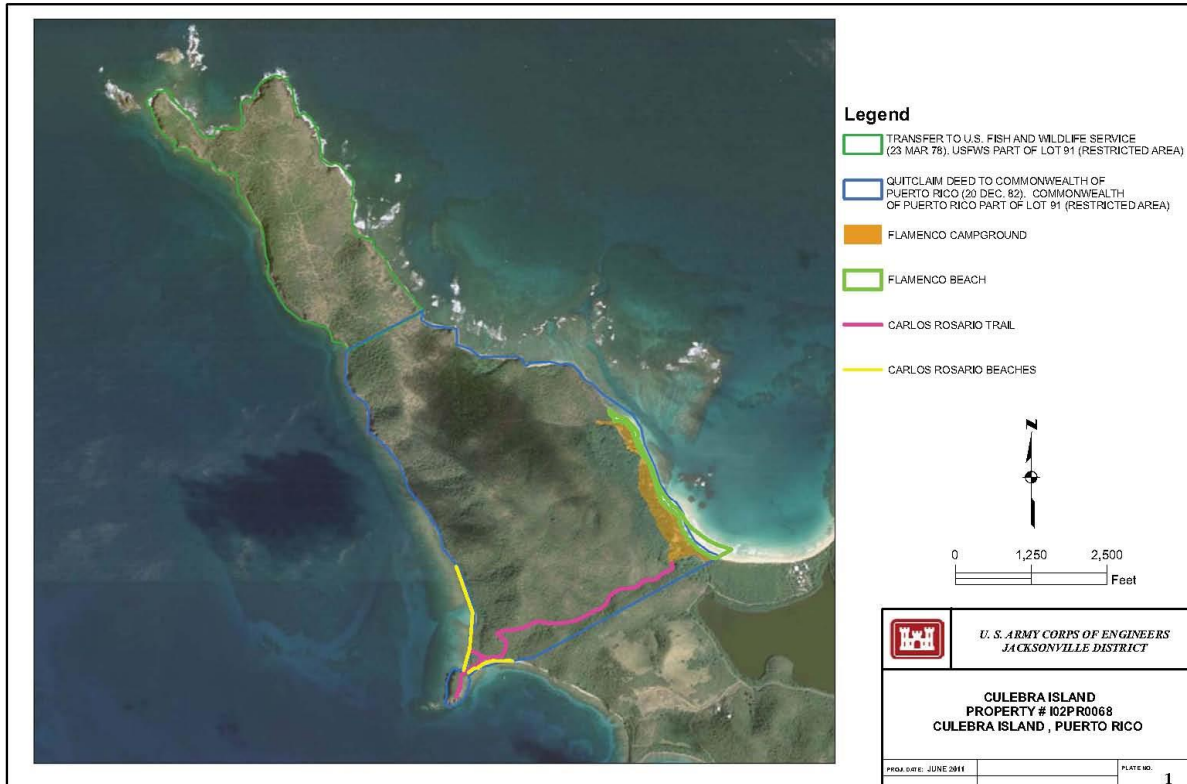 Legend
TRANSFER TO U.S. FISH AND WILDLIFE SERVICE
(23 MAR 78). USFWS PART OF LOT 91 (RESTRICTED AREA)
QUITCLAIM DEED TO COMMONWEALTH OF
PUERTO RICO (20 DEC. 82). COMMONWEALTH
OF PUERTO RICO PART OF LOT 91 (RESTRICTED AREA)
FLAMENCO CAMPGROUND
FLAMENCO BEACH
CARLOS ROSARIO TRAIL
CARLOS ROSARIO BEACHES
N
0 1,250 2,500
Feet
U. S. ARMY CORPS OF ENGINEERS
JACKSONVILLE DISTRICT
CULEBRA ISLAND
PROPERTY # I02PR0068
CULEBRA ISLAND , PUERTO RICO
PROJ. DATE: JUNE 2011
PLATE NO. 1